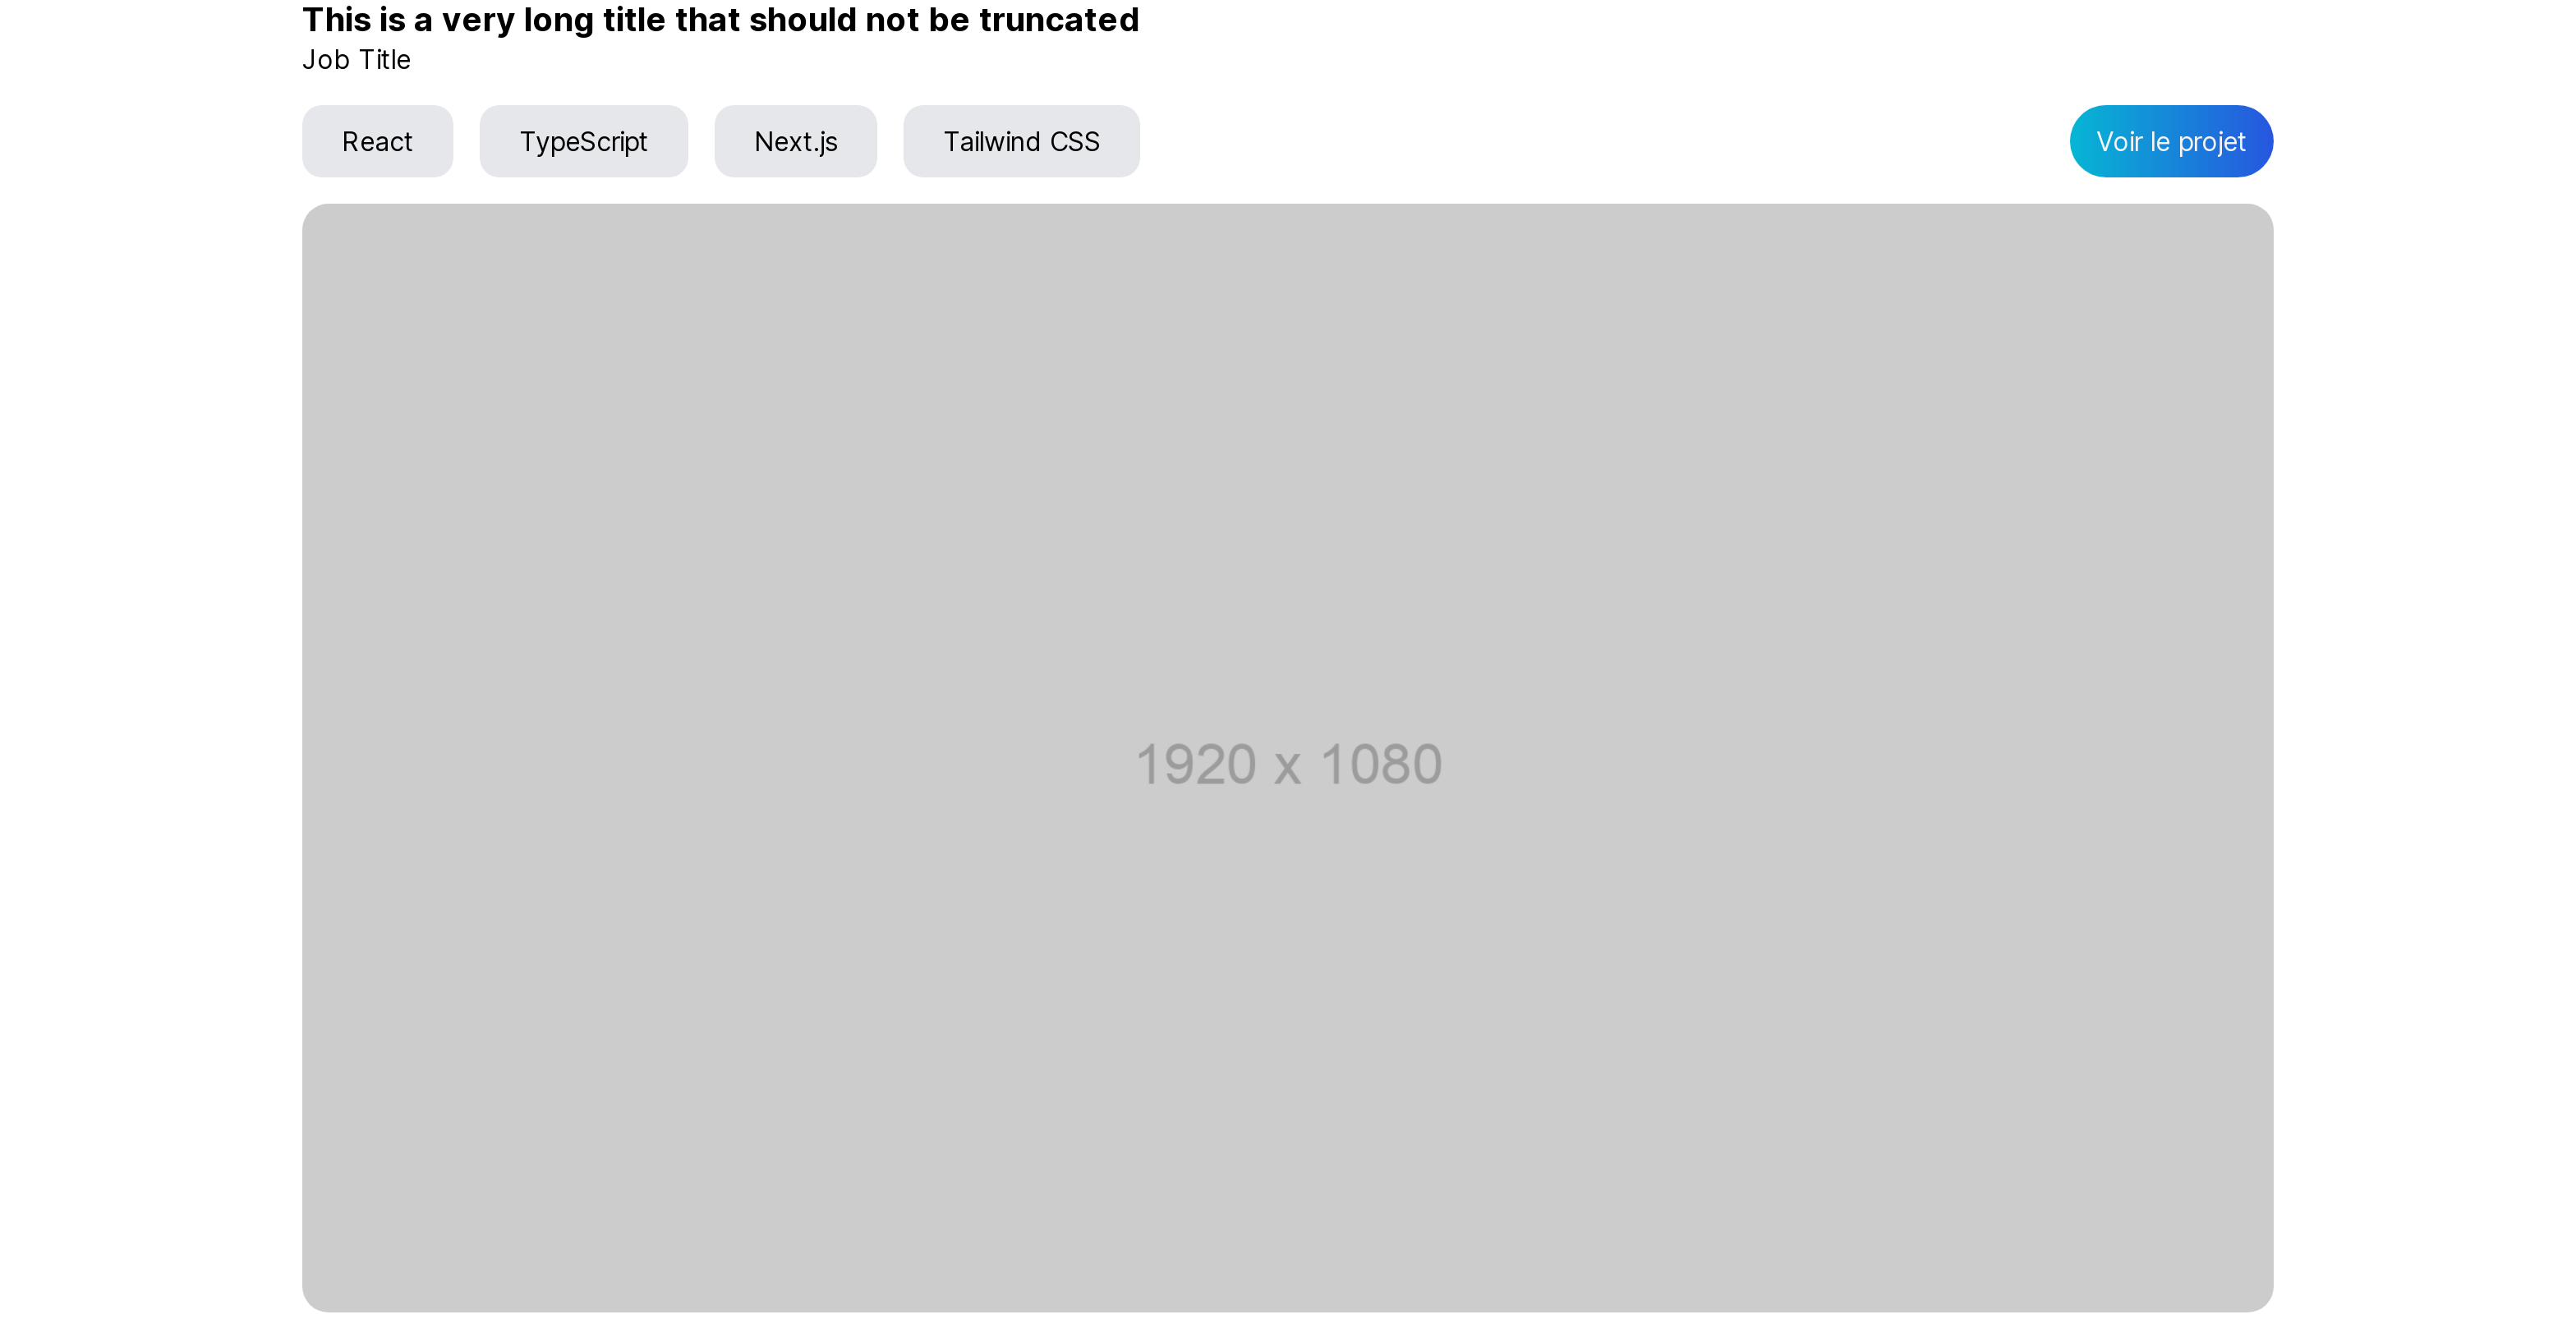 This is a very long title that should not be truncated
Job Title
React TypeScript Next.js Tailwind CSS Voir le projet
1920 x 1080